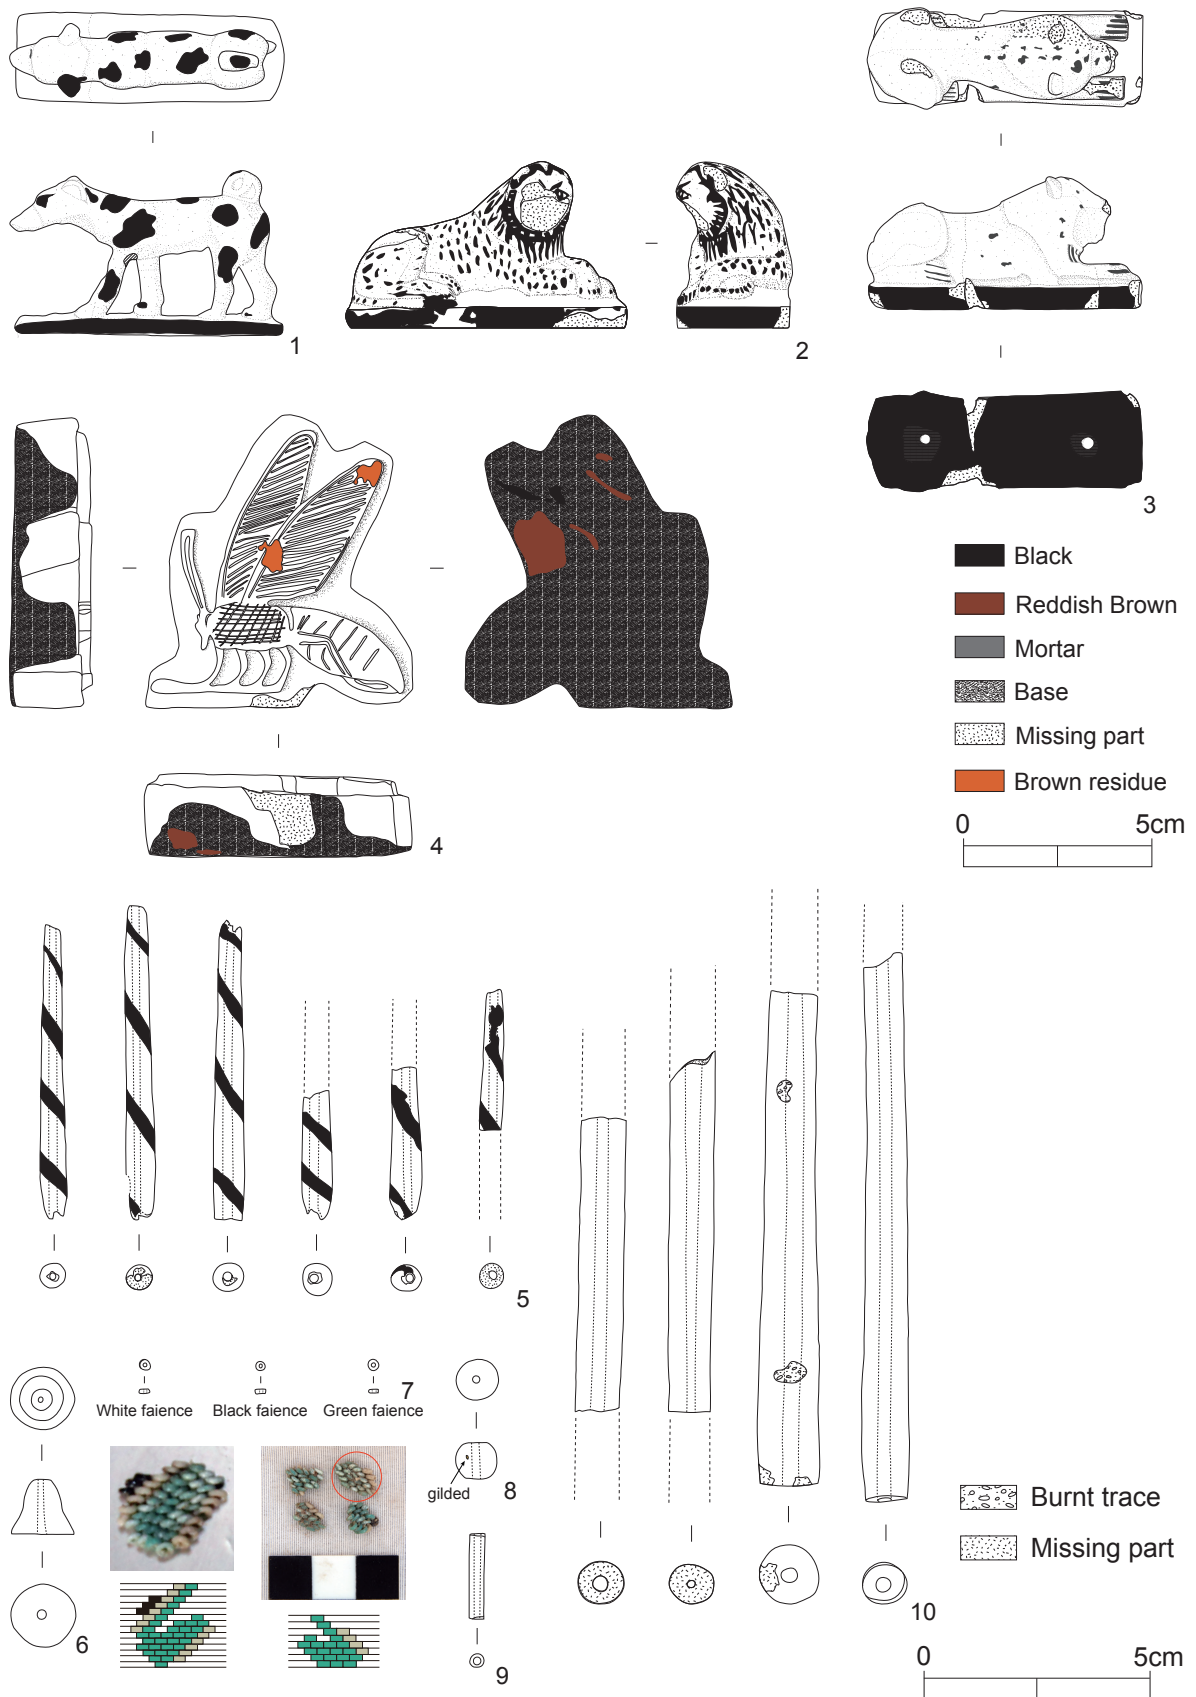 1
2
3
Black
Reddish Brown
Mortar
Base
Missing part
Brown residue
0 5cm
4
5
White faience Black faience Green faience 7
gilded 8
6
9
10
Burnt trace
Missing part
0 5cm